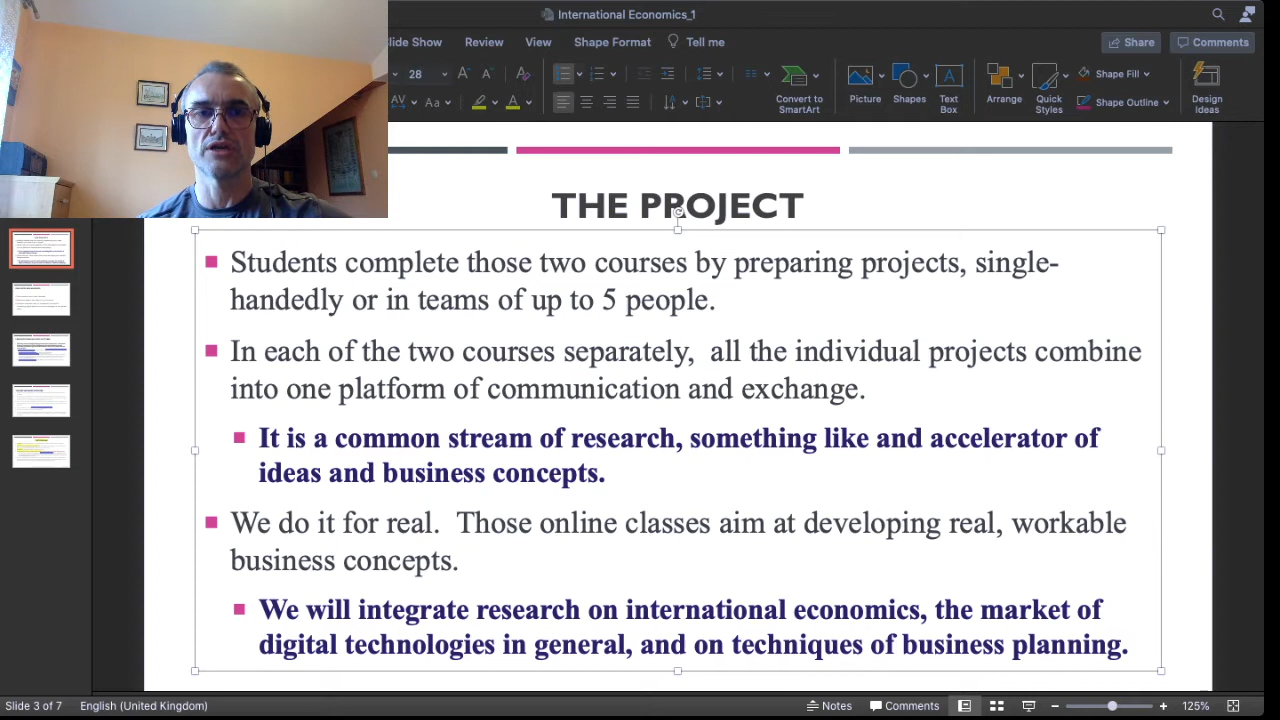 International Economics_1
lide Show Review View Shape Format Tell me
Share Comments
28
Aa
AV
Convert to
SmartArt
Picture Shapes Text
Box
Arrange Quick
Styles
Shape Fill
Shape Outline
Design
Ideas
THE PROJECT
Students complete those two courses by preparing projects, single-
handedly or in teams of up to 5 people.
In each of the two courses separately, all the individual projects combine
into one platform of communication and exchange.
It is a common stream of research, something like and accelerator of
ideas and business concepts.
We do it for real. Those online classes aim at developing real, workable
business concepts.
We will integrate research on international economics, the market of
digital technologies in general, and on techniques of business planning.
Slide 3 of 7 English (United Kingdom) Notes Comments 125%